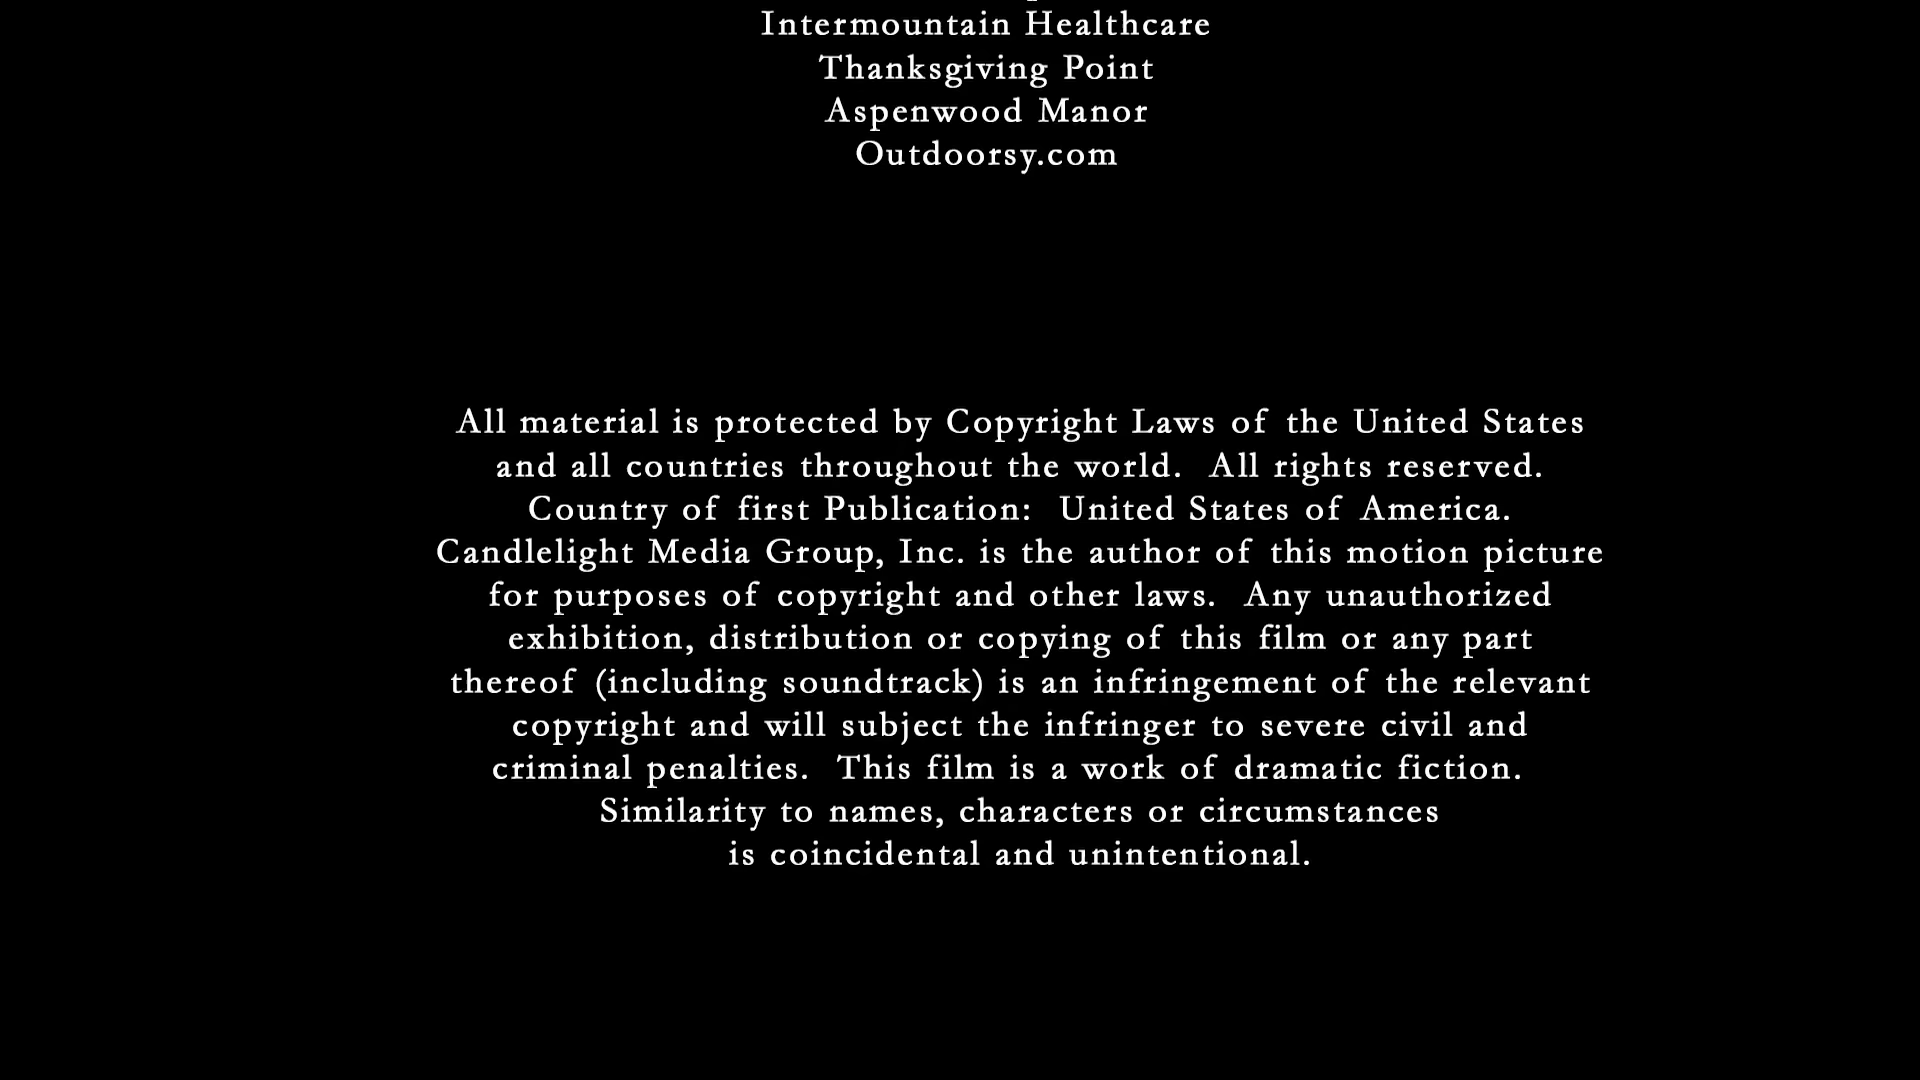 Intermountain Healthcare
Thanksgiving Point
Aspenwood Manor
Outdoorsy.com
All material is protected by Copyright Laws of the United States
and all countries throughout the world.  All rights reserved.
Country of first Publication:  United States of America.
Candlelight Media Group, Inc. is the author of this motion picture
for purposes of copyright and other laws.  Any unauthorized
exhibition, distribution or copying of this film or any part
thereof (including soundtrack) is an infringement of the relevant
copyright and will subject the infringer to severe civil and
criminal penalties.  This film is a work of dramatic fiction.
Similarity to names, characters or circumstances
is coincidental and unintentional.